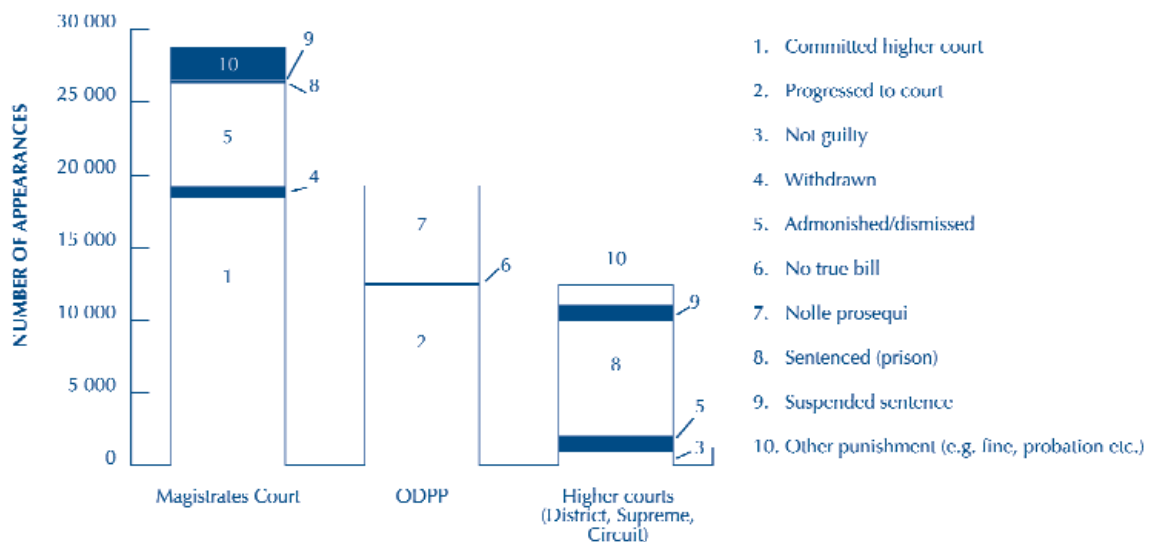 30 000
25 000
20 000
15 000
10 000
5 000
0
NUMBER OF APPEARANCES
10
9
8
5
4
1
7
6
2
10
9
8
5
3
Magistrates Court
ODPP
Higher courts
(District, Supreme,
Circuit)
1. Committed higher court
2. Progressed to court
3. Not guilty
4. Withdrawn
5. Admonished/dismissed
6. No true bill
7. Nolle prosequi
8. Sentenced (prison)
9. Suspended sentence
10. Other punishment (e.g. fine, probation etc.)